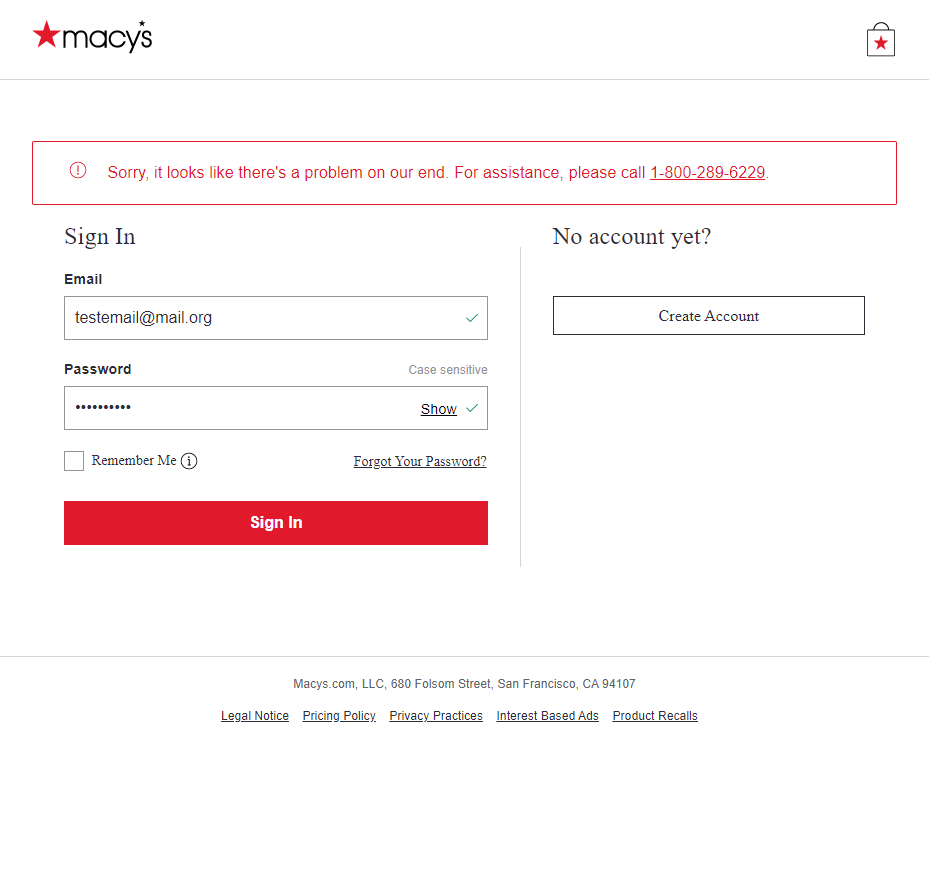 macy's
Sorry, it looks like there's a problem on our end. For assistance, please call 1-800-289-6229.
Sign In
Email
testemail@mail.org
Password
Case sensitive
••••••••••
Show
Remember Me
Forgot Your Password?
Sign In
No account yet?
Create Account
Macys.com, LLC, 680 Folsom Street, San Francisco, CA 94107
Legal Notice Pricing Policy Privacy Practices Interest Based Ads Product Recalls